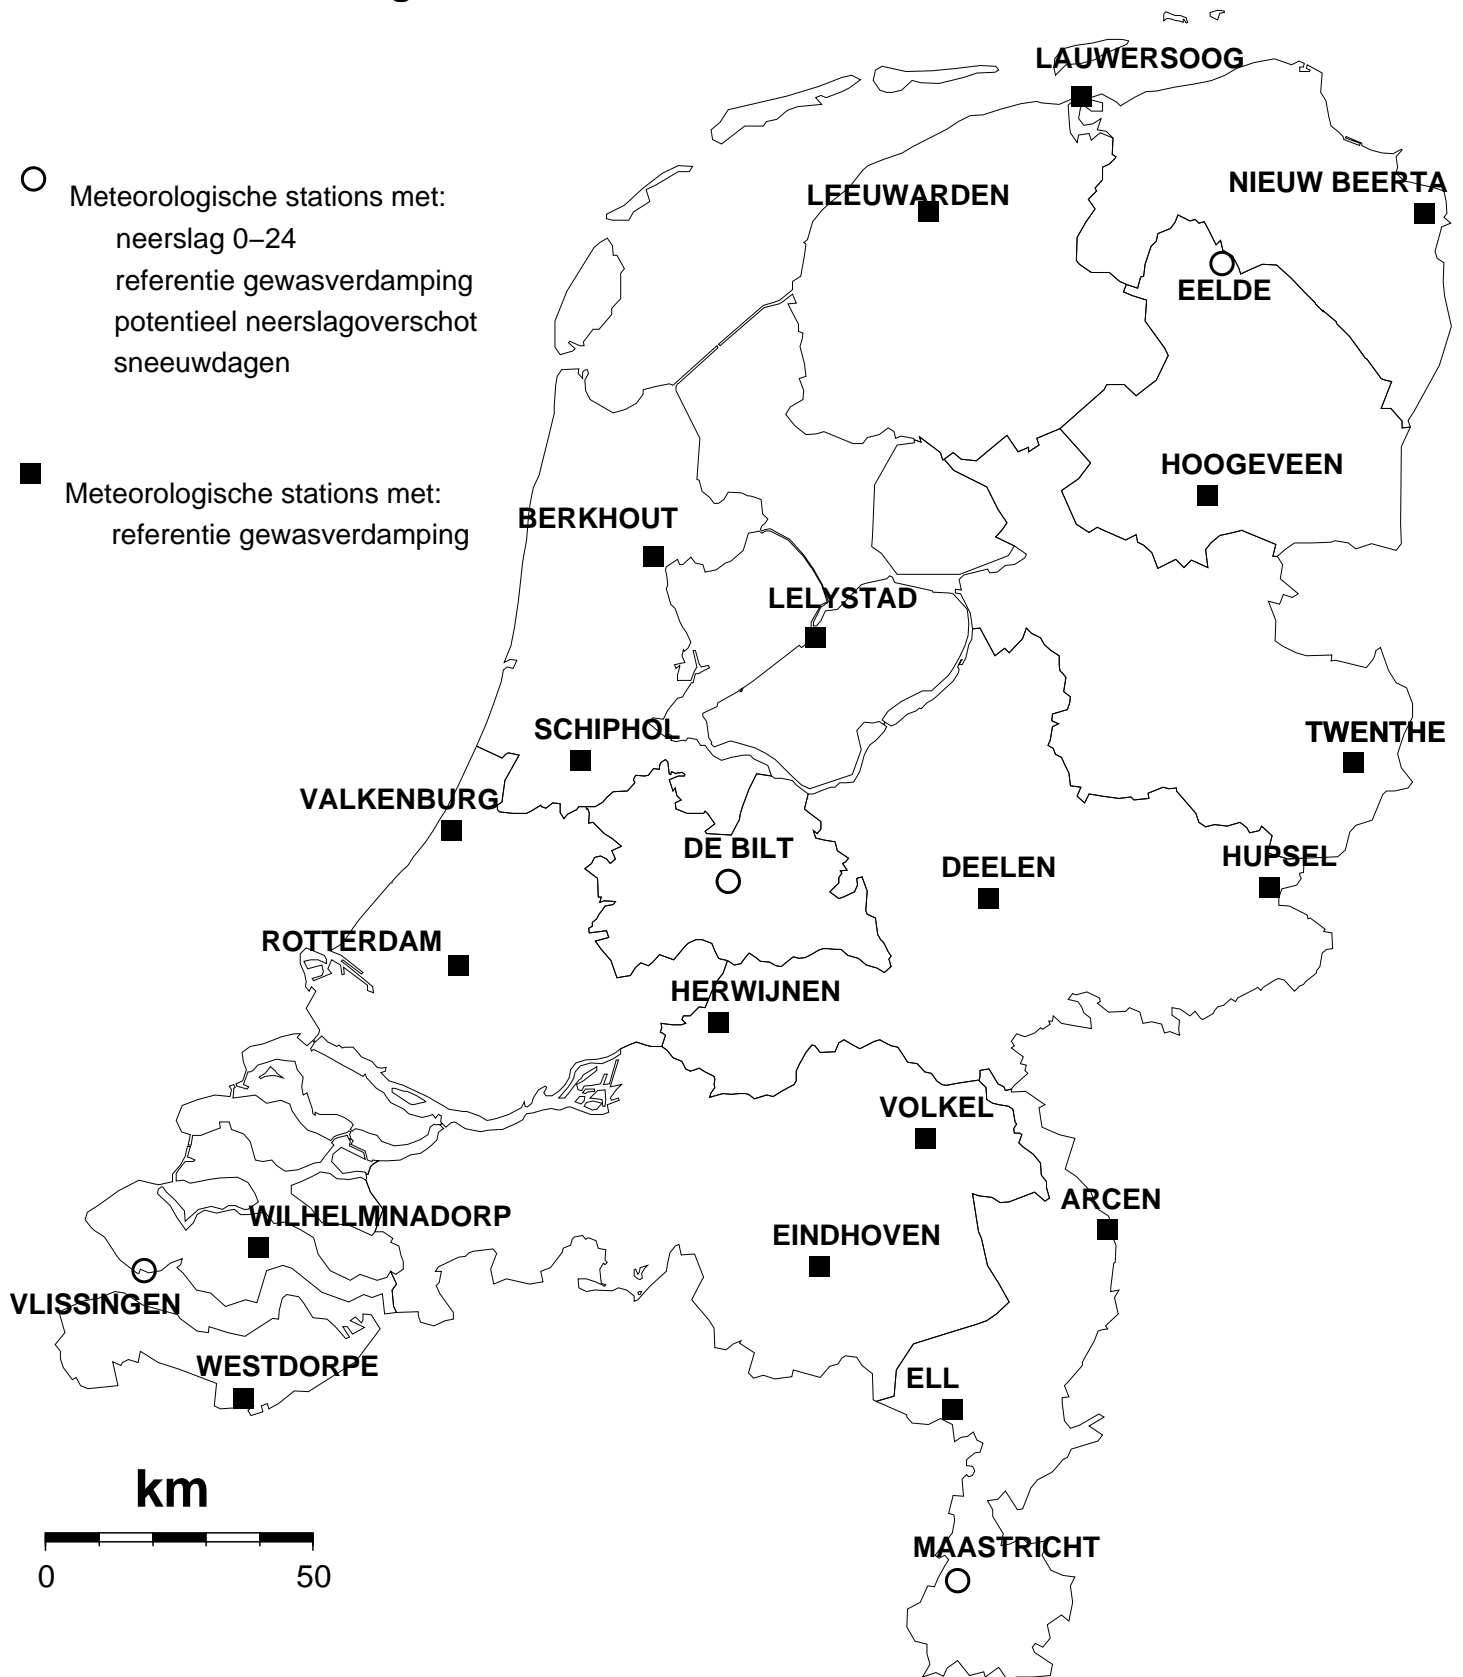 LAUWERSOOG
NIEUW BEERTA
LEEUWARDEN
Meteorologische stations met:
neerslag 0–24
referentie gewasverdamping
potentieel neerslagoverschot
sneeuwdagen
EELDE
HOOGEVEEN
Meteorologische stations met:
referentie gewasverdamping
BERKHOUT
LELYSTAD
SCHIPHOL
TWENTHE
VALKENBURG
DE BILT
DEELEN
HUPSEL
ROTTERDAM
HERWIJNEN
VOLKEL
ARCEN
WILHELMINADORP
EINDHOVEN
VLISSINGEN
WESTDORPE
ELL
km
0 50
MAASTRICHT